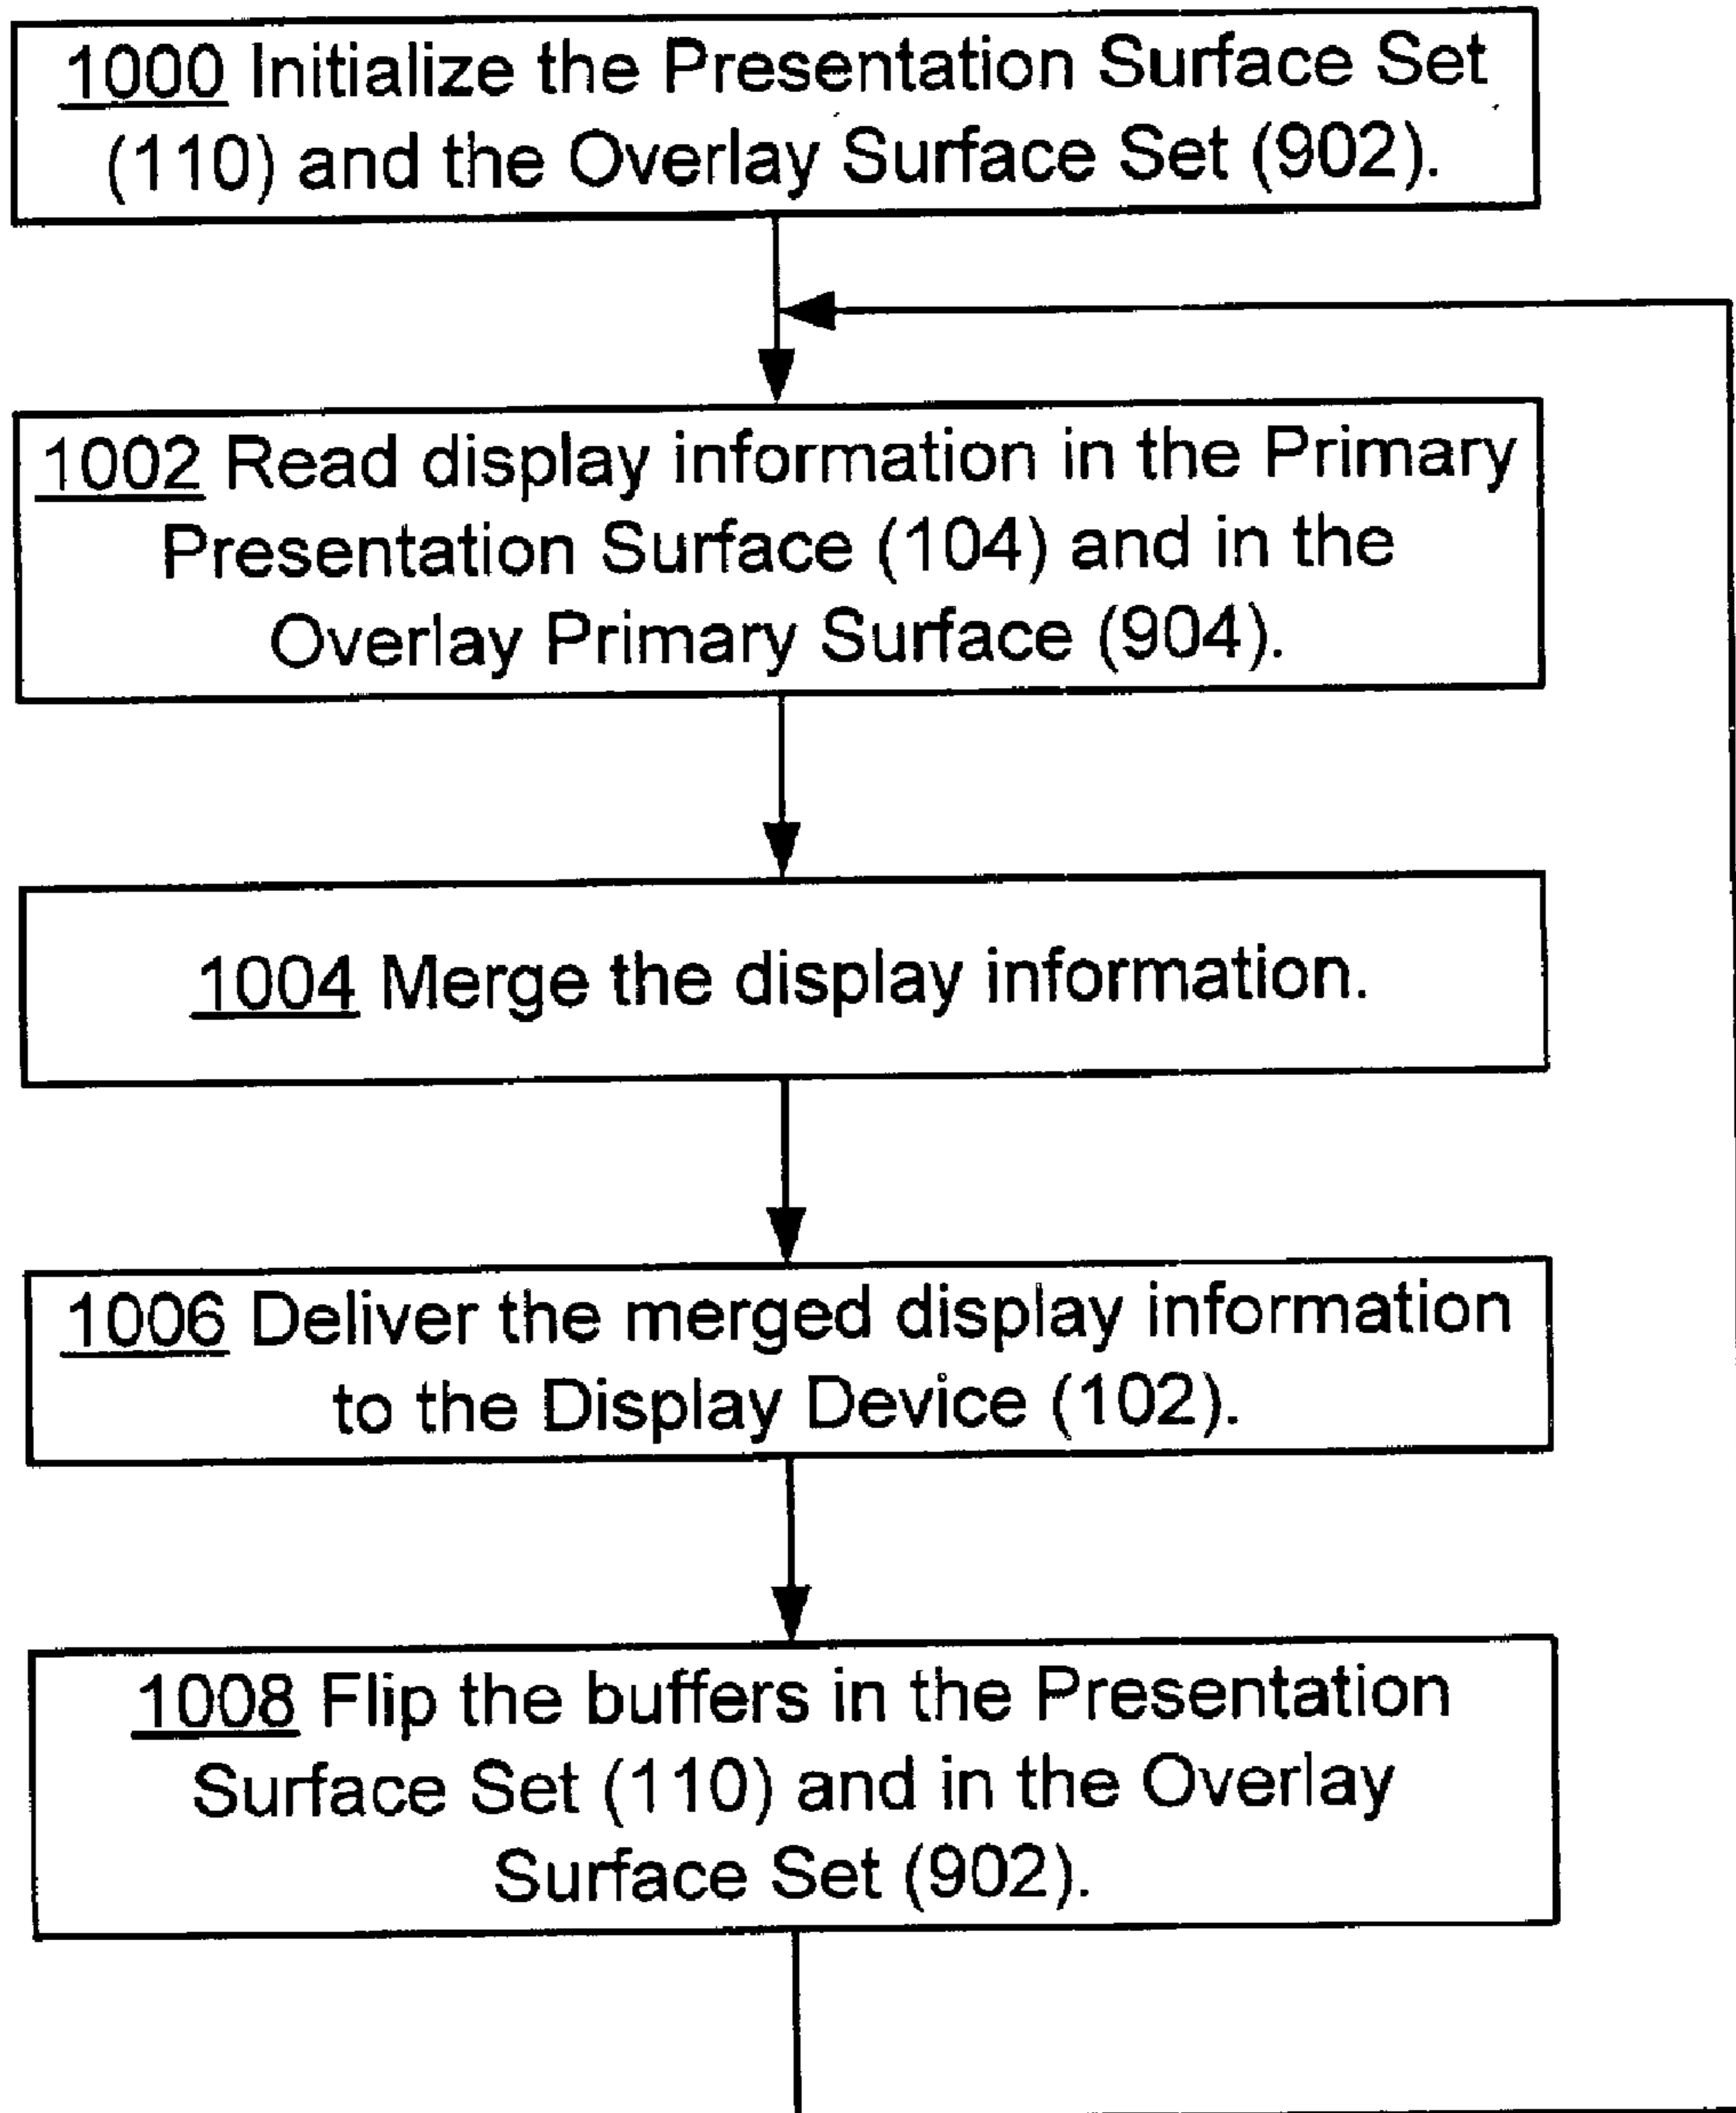 1000 Initialize the Presentation Surface Set
(110) and the Overlay Surface Set (902).
1002 Read display information in the Primary
Presentation Surface (104) and in the
Overlay Primary Surface (904).
1004 Merge the display information.
1006 Deliver the merged display information
to the Display Device (102).
1008 Flip the buffers in the Presentation
Surface Set (110) and in the Overlay
Surface Set (902).